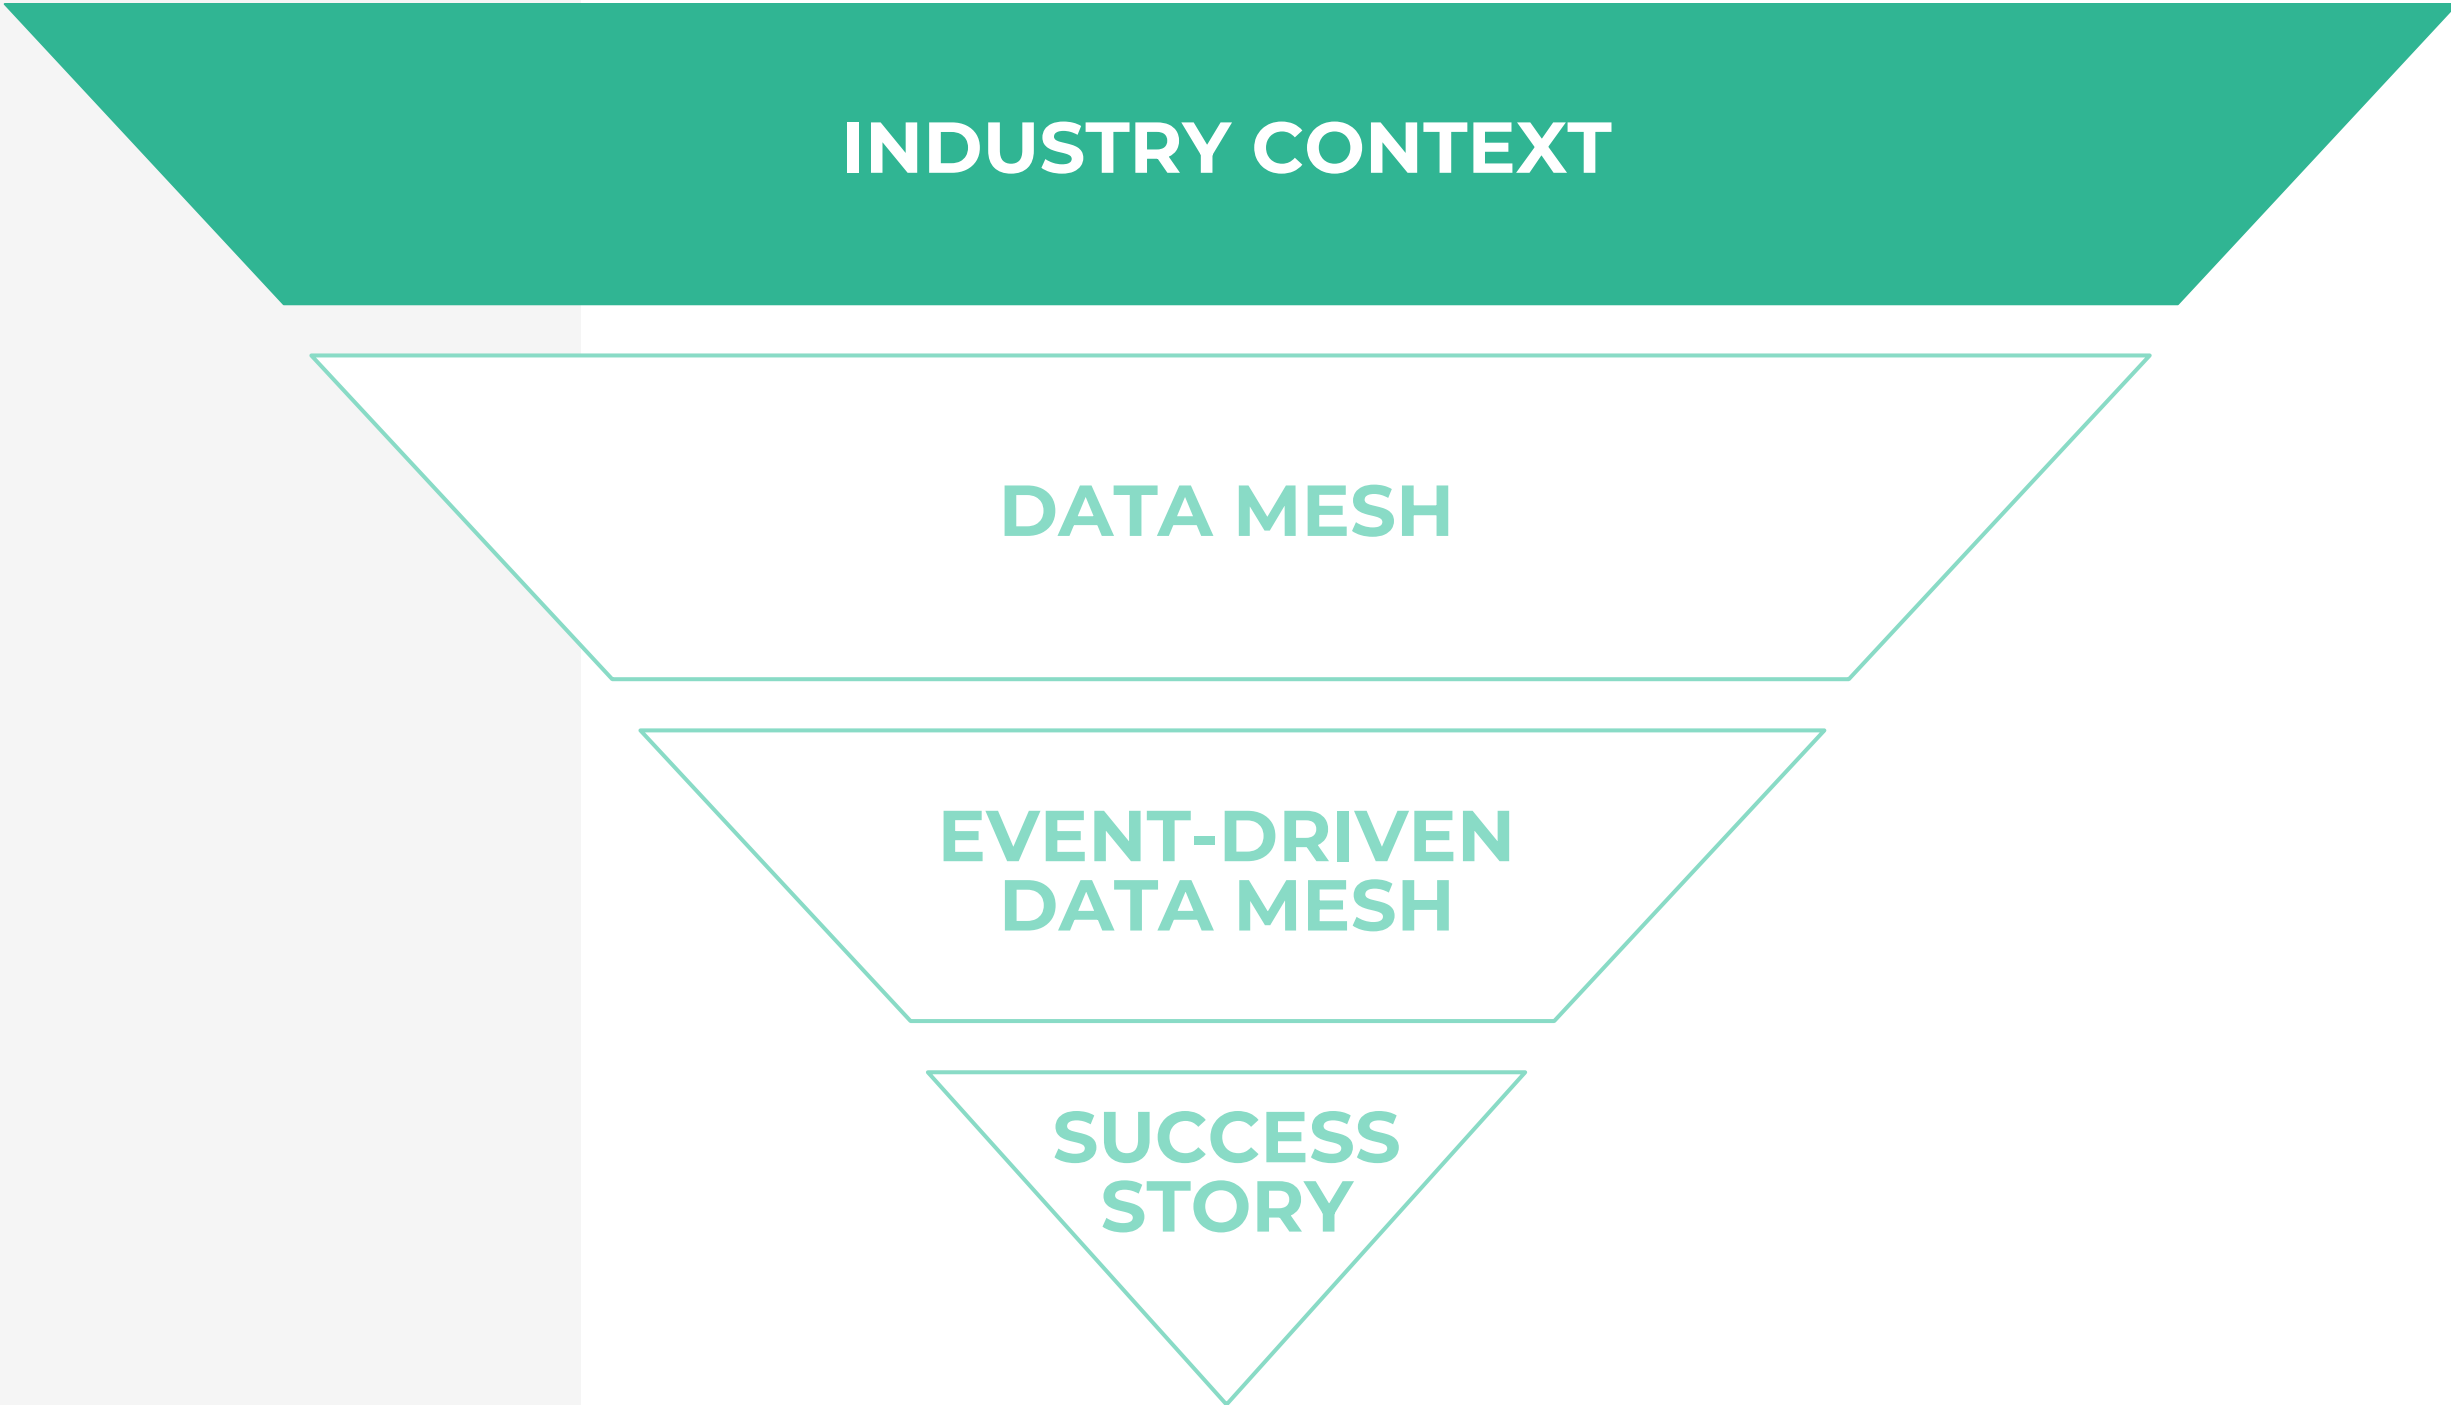 INDUSTRY CONTEXT
DATA MESH
EVENT-DRIVEN
DATA MESH
SUCCESS
STORY